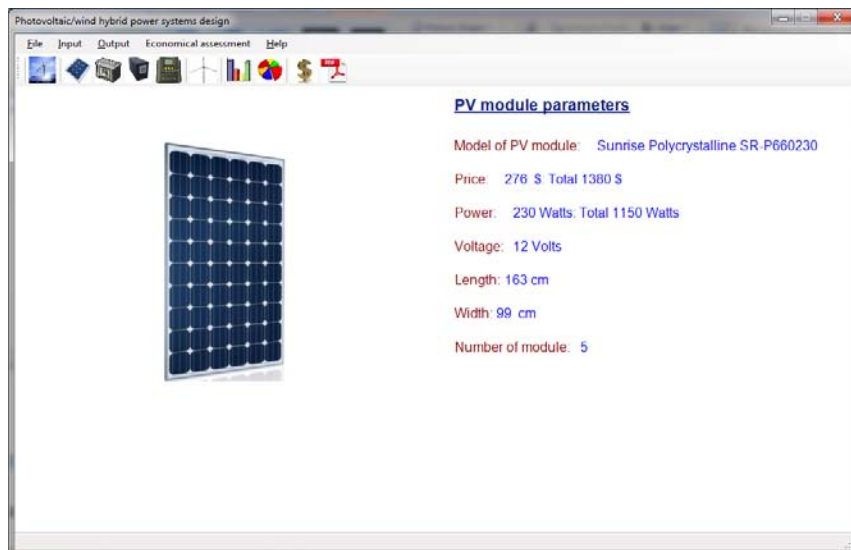 Photovoltaic/wind hybrid power systems design
File Input Output Economical assessment Help
PV module parameters
Model of PV module: Sunrise Polycrystalline SR-P660230
Price: 276 $. Total 1380 $
Power: 230 Watts: Total 1150 Watts
Voltage: 12 Volts
Length: 163 cm
Width: 99 cm
Number of module: 5